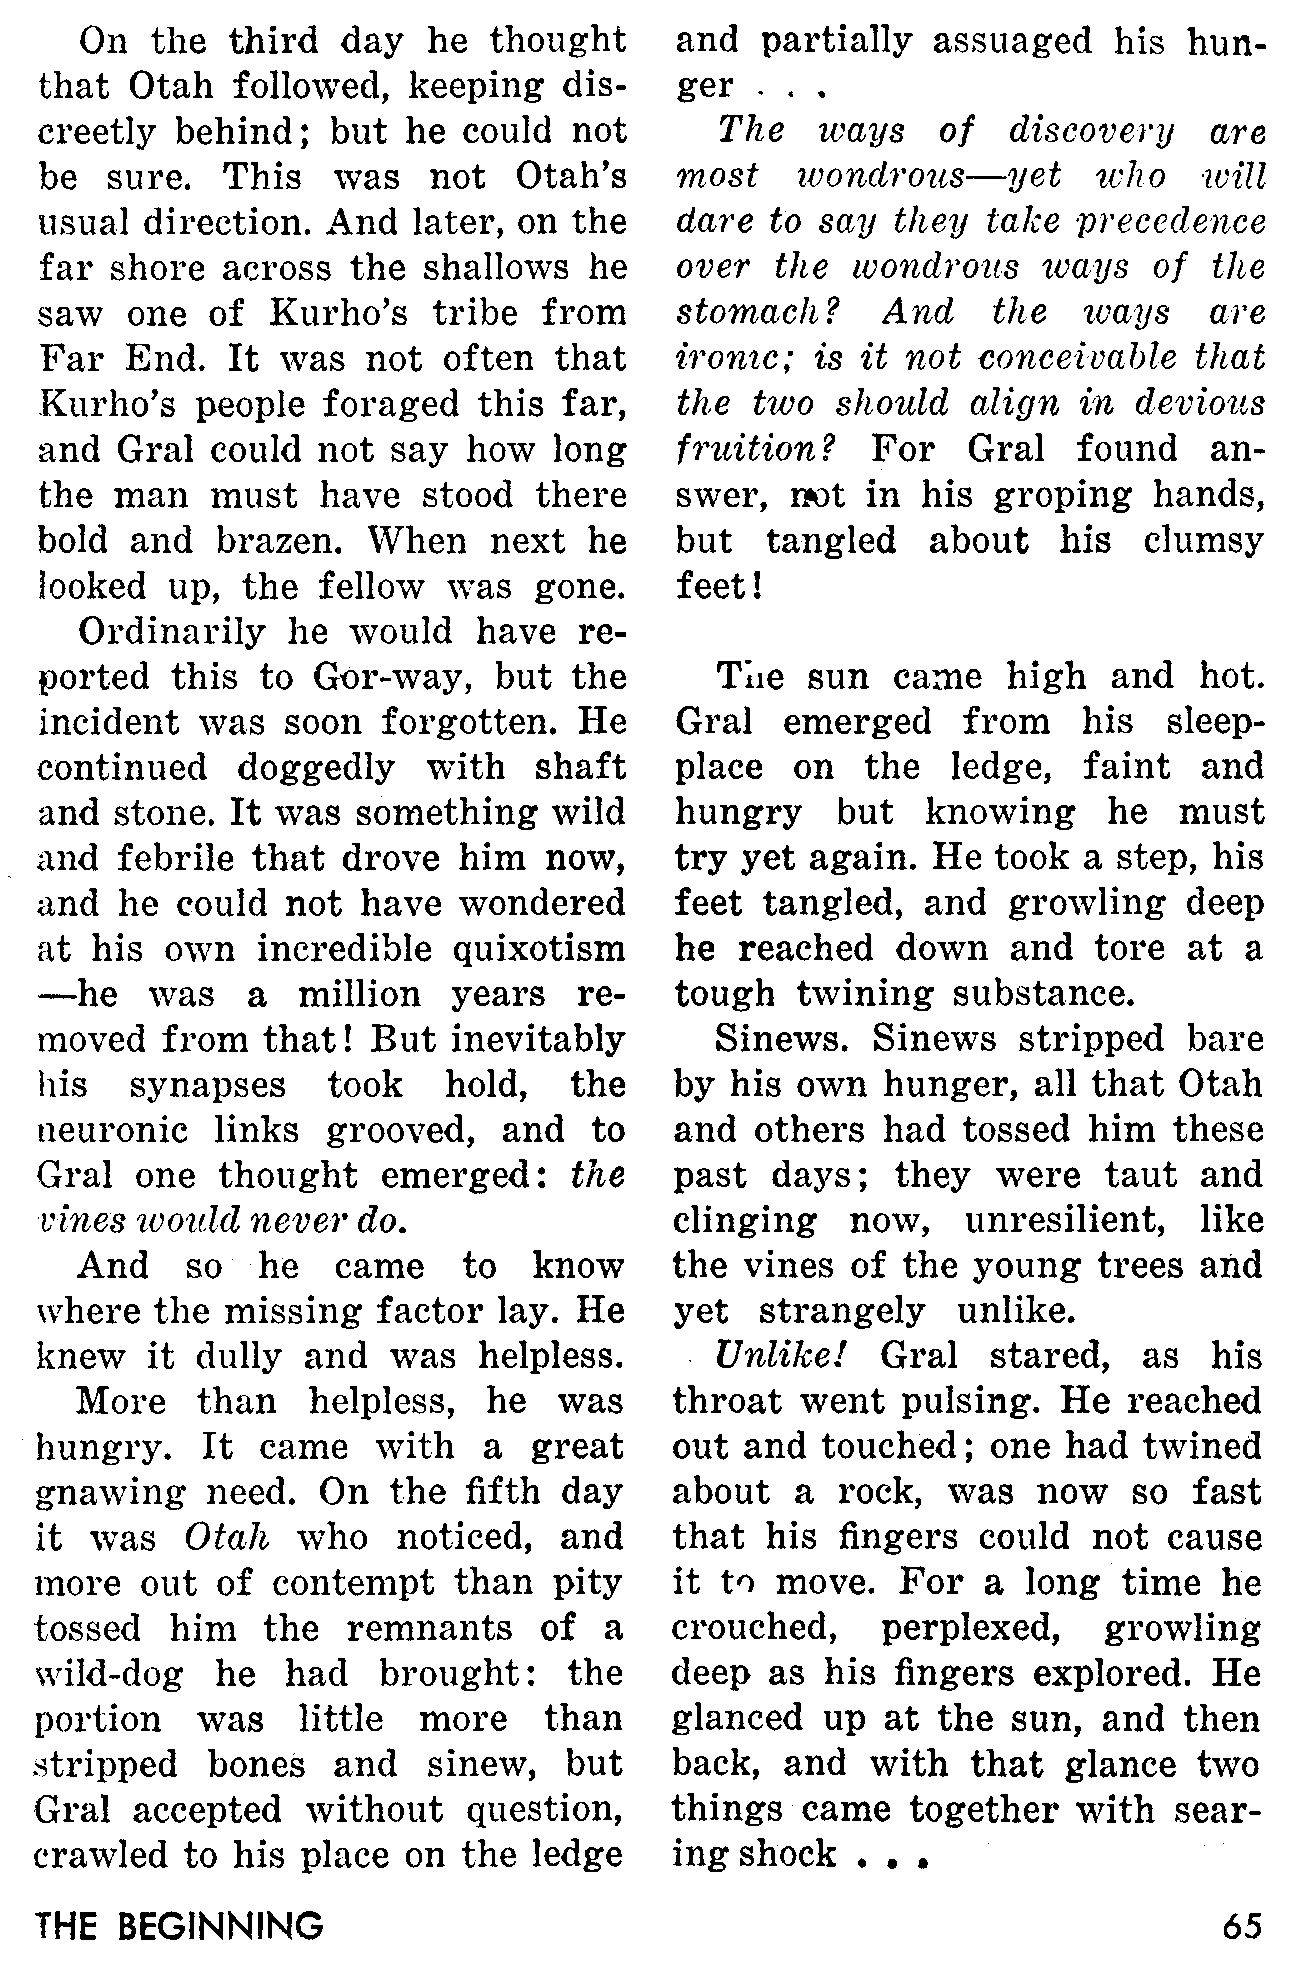 On the third day he thought
that Otah followed, keeping dis-
creetly behind; but he could not
be sure. This was not Otah's
usual direction. And later, on the
far shore across the shallows he
saw one of Kurho's tribe from
Far End. It was not often that
Kurho's people foraged this far,
and Gral could not say how long
the man must have stood there
bold and brazen. When next he
looked up, the fellow was gone.
Ordinarily he would have re-
ported this to Gor-way, but the
incident was soon forgotten. He
continued doggedly with shaft
and stone. It was something wild
and febrile that drove him now,
and he could not have wondered
at his own incredible quixotism
—he was a million years re-
moved from that! But inevitably
his synapses took hold, the
neuronic links grooved, and to
Gral one thought emerged: the
vines would never do.
And so he came to know
where the missing factor lay. He
knew it dully and was helpless.
More than helpless, he was
hungry. It came with a great
gnawing need. On the fifth day
it was Otah who noticed, and
more out of contempt than pity
tossed him the remnants of a
wild-dog he had brought: the
portion was little more than
stripped bones and sinew, but
Gral accepted without question,
crawled to his place on the ledge
and partially assuaged his hun-
ger . . .
The ways of discovery are
most wondrous—yet who will
dare to say they take precedence
over the wondrous ways of the
stomach? And the ways are
ironic; is it not conceivable that
the two should align in devious
fruition? For Gral found an-
swer, not in his groping hands,
but tangled about his clumsy
feet!
The sun came high and hot.
Gral emerged from his sleep-
place on the ledge, faint and
hungry but knowing he must
try yet again. He took a step, his
feet tangled, and growling deep
he reached down and tore at a
tough twining substance.
Sinews. Sinews stripped bare
by his own hunger, all that Otah
and others had tossed him these
past days; they were taut and
clinging now, unresilient, like
the vines of the young trees and
yet strangely unlike.
Unlike! Gral stared, as his
throat went pulsing. He reached
out and touched; one had twined
about a rock, was now so fast
that his fingers could not cause
it to move. For a long time he
crouched, perplexed, growling
deep as his fingers explored. He
glanced up at the sun, and then
back, and with that glance two
things came together with sear-
ing shock . . .
THE BEGINNING
65